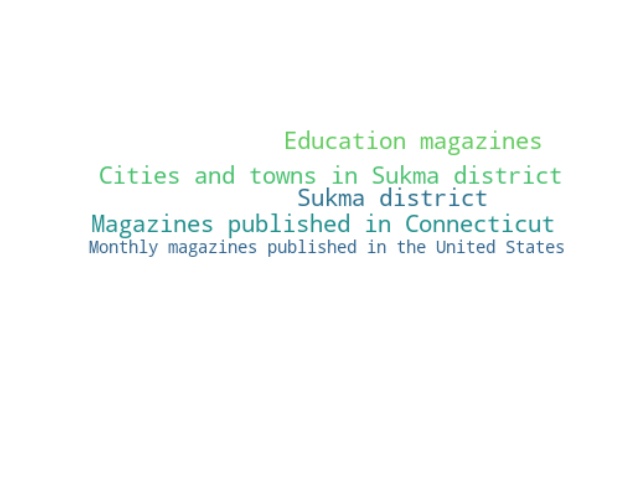 Education magazines
Cities and towns in Sukma district
Sukma district
Magazines published in Connecticut
Monthly magazines published in the United States